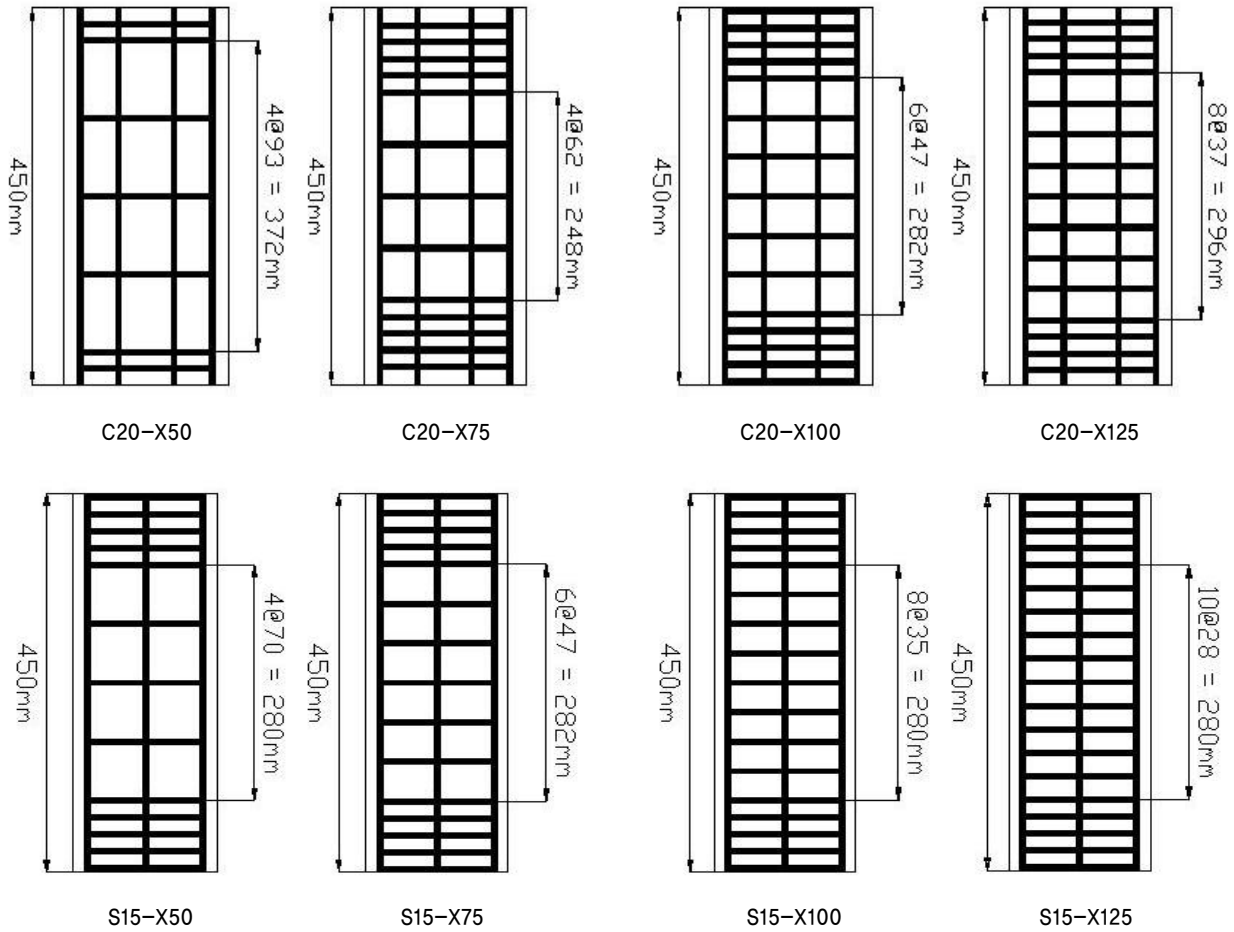 450mm
4@93 = 372mm
450mm
4@62 = 248mm
450mm
6@47 = 282mm
450mm
8@37 = 296mm
C20-X50
C20-X75
C20-X100
C20-X125
450mm
4@70 = 280mm
450mm
6@47 = 282mm
450mm
8@35 = 280mm
450mm
10@28 = 280mm
S15-X50
S15-X75
S15-X100
S15-X125